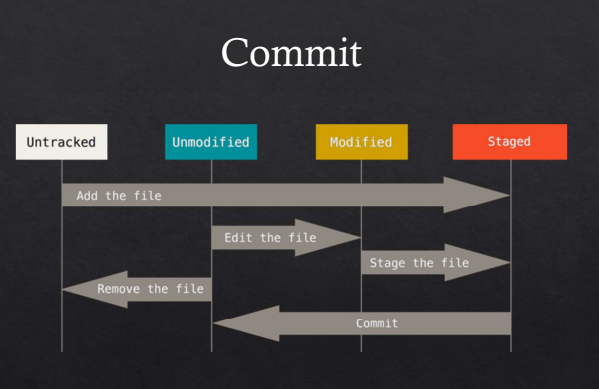 Commit
Untracked Unmodified Modified Staged
Add the file
Edit the file
Stage the file
Remove the file
Commit